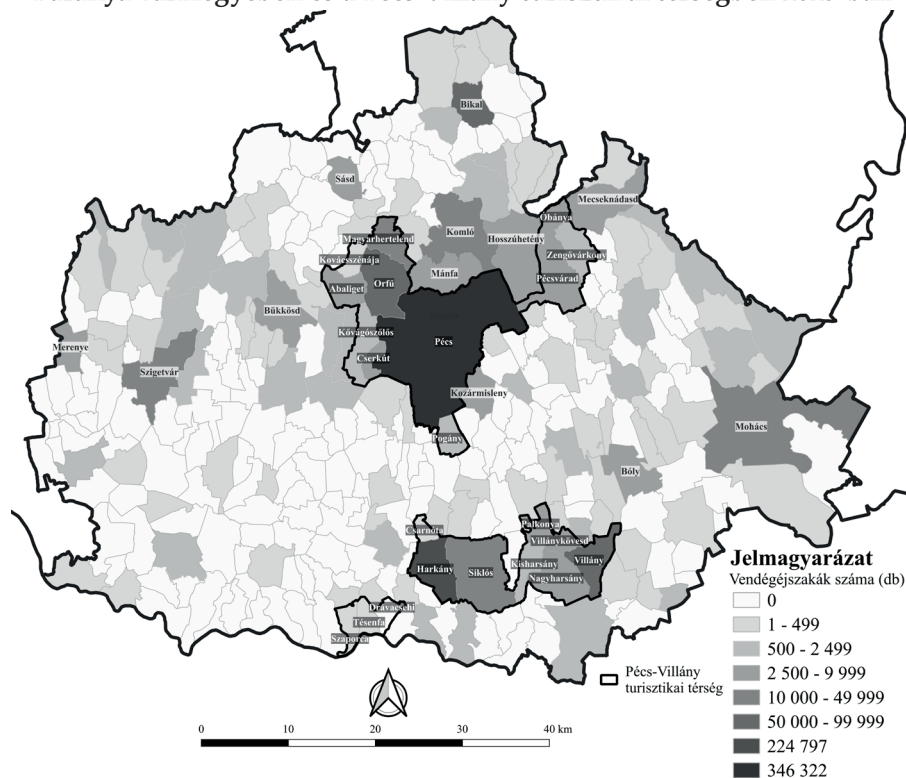 Bikal
Sásd
Mecseknádasd
Óbánya
Komló
Magyarhertelend
Hosszúhetény
Zengővárkony
Kovácsszénája
Mánfa
Pécsvárad
Abaliget
Orfű
Bükkösd
Kővágószőlős
Pécs
Merenye
Cserkút
Szigetvár
Kozármisleny
Mohács
Pogány
Bóly
Palkonya
Csarnóta
Villánykövesd
Villány
Harkány
Siklós
Kisharsány
Nagyharsány
Drávacsehi
Tésenfa
Szaporca
Jelmagyarázat
Vendégéjszakák száma (db)
0
1 - 499
500 - 2 499
2 500 - 9 999
10 000 - 49 999
50 000 - 99 999
224 797
346 322
Pécs-Villány
turisztikai térség
0 10 20 30 40 km